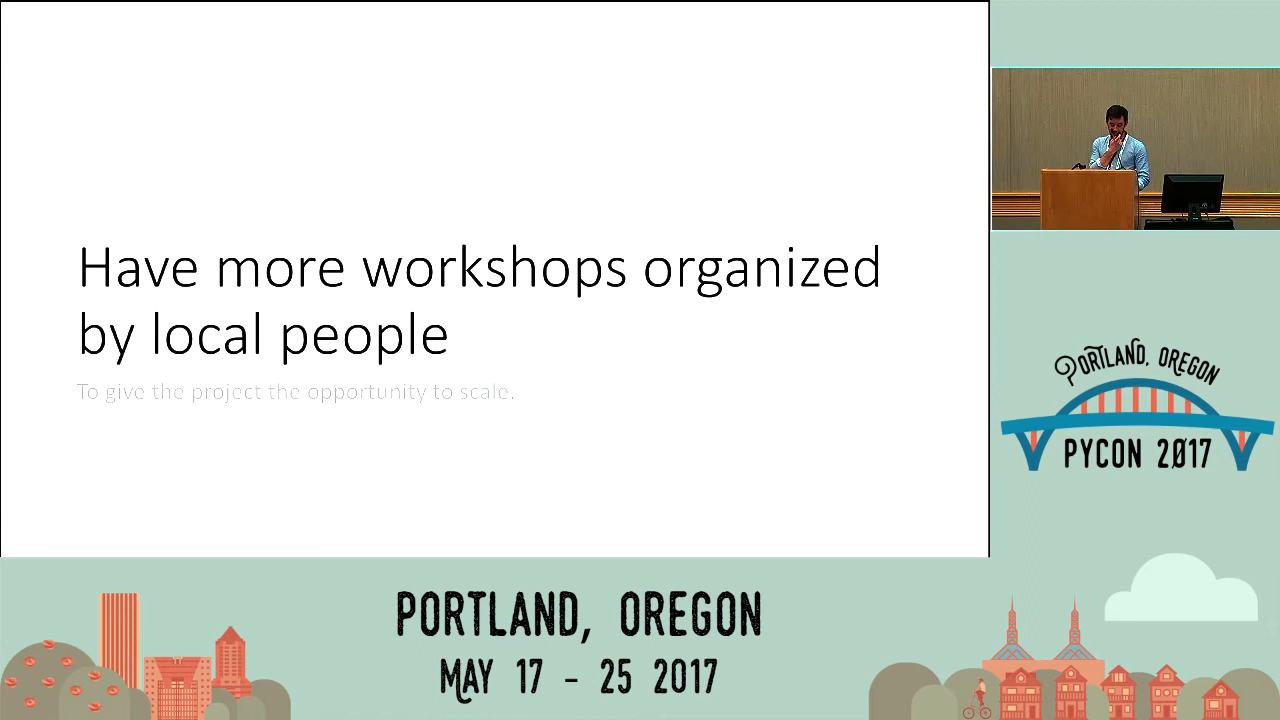 Have more workshops organized
by local people
To give the project the opportunity to scale.
PORTLAND, OREGON
PYCON 2017
PORTLAND, OREGON
MAY 17 - 25 2017